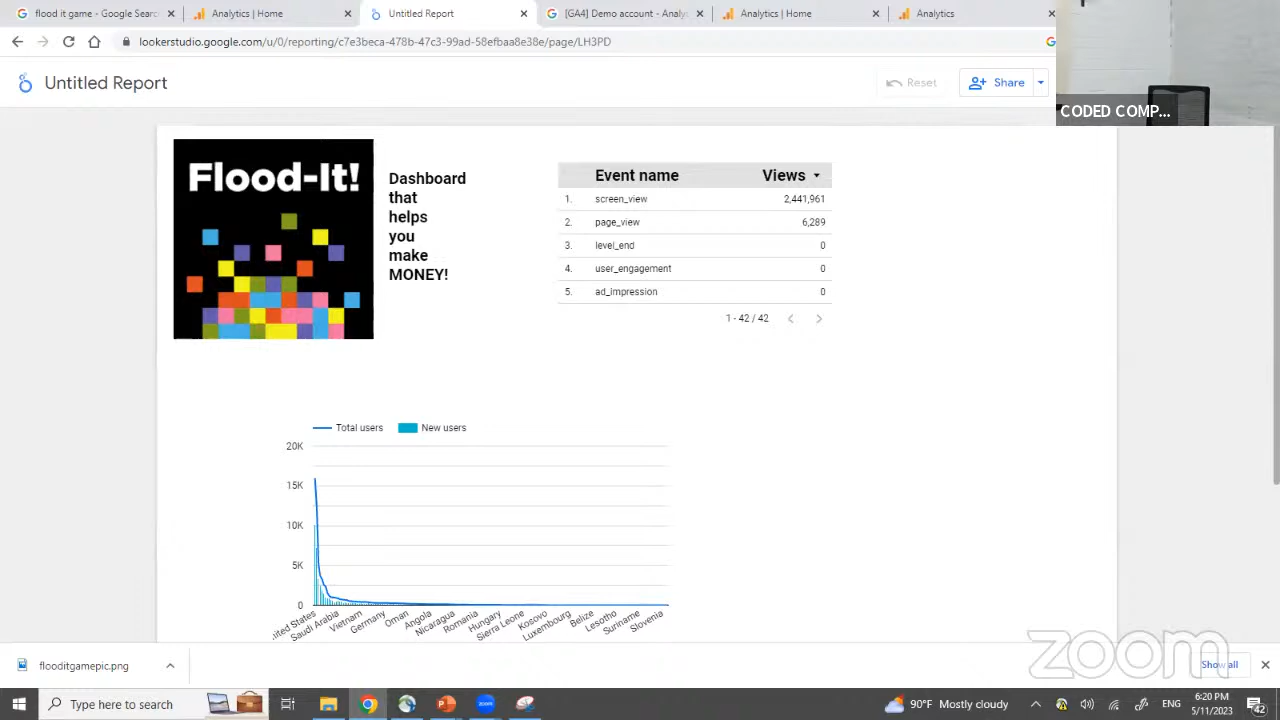 flood it game - Google Searc
Analytics | Home
Untitled Report
[GA4] Demo account - Analy
Analytics | Home
Analytics
lookerstudio.google.com/u/0/reporting/c7e3beca-478b-47c3-99ad-58efbaa8e38e/page/LH3PD
Untitled Report
Reset
Share
CODED COMP...
Flood-It!
Dashboard
that
helps
you
make
MONEY!
Event name Views
1. screen_view 2,441,961
2. page_view 6,289
3. level_end 0
4. user_engagement 0
5. ad_impression 0
1 - 42 / 42
Total users New users
20K
15K
10K
5K
0
nited States
Saudi Arabia
Vietnam
Germany
Oman
Angola
Nicaragua
Romania
Hungary
Sierra Leone
Kosovo
Luxembourg
Belize
Lesotho
Suriname
Slovenia
flooditgamepic.png
Show all
zoom
Type here to search
90°F Mostly cloudy
ENG
6:20 PM
5/11/2023
42